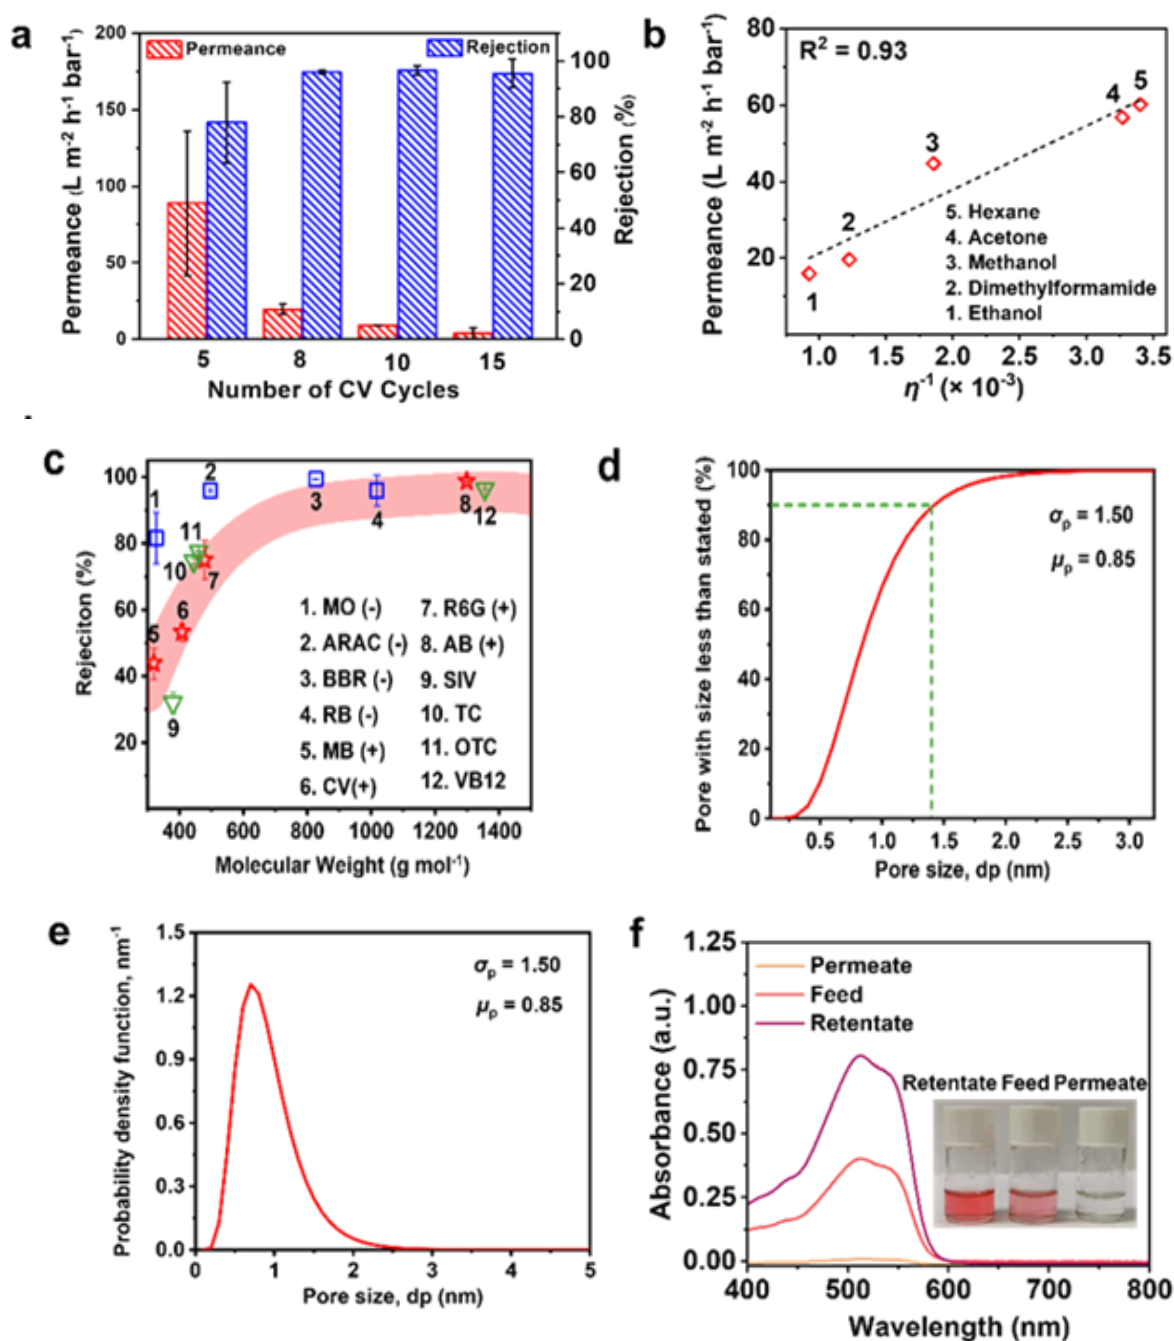 a
Permeance
Rejection
200
150
100
50
0
100
80
60
40
20
0
Permeance (L m⁻² h⁻¹ bar⁻¹)
Rejection (%)
5 8 10 15
Number of CV Cycles
b
R² = 0.93
80
60
40
20
0
Permeance (L m⁻² h⁻¹ bar⁻¹)
1
2
3
4
5
5. Hexane
4. Acetone
3. Methanol
2. Dimethylformamide
1. Ethanol
1.0 1.5 2.0 2.5 3.0 3.5
η⁻¹ (× 10⁻³)
c
100
80
60
40
20
Rejeciton (%)
1
2
3
4
5
6
7
8
9
10
11
12
1. MO (-)
2. ARAC (-)
3. BBR (-)
4. RB (-)
5. MB (+)
6. CV(+)
7. R6G (+)
8. AB (+)
9. SIV
10. TC
11. OTC
12. VB12
400 600 800 1000 1200 1400
Molecular Weight (g mol⁻¹)
d
100
80
60
40
20
0
Pore with size less than stated (%)
σp = 1.50
μp = 0.85
0.5 1.0 1.5 2.0 2.5 3.0
Pore size, dp (nm)
e
1.5
1.2
0.9
0.6
0.3
0.0
Probability density function, nm⁻¹
σp = 1.50
μp = 0.85
0 1 2 3 4 5
Pore size, dp (nm)
f
1.25
1.00
0.75
0.50
0.25
0.00
Absorbance (a.u.)
Permeate
Feed
Retentate
Retentate Feed Permeate
400 500 600 700 800
Wavelength (nm)